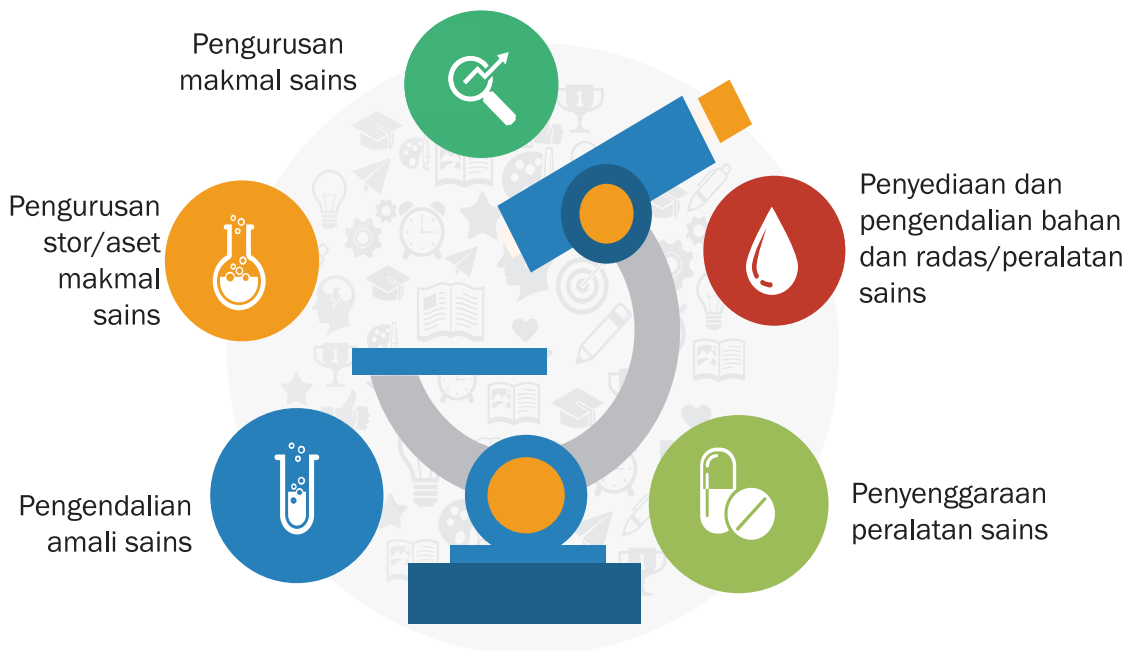 Pengurusan
makmal sains
Pengurusan
stor/aset
makmal
sains
Penyediaan dan
pengendalian bahan
dan radas/peralatan
sains
Pengendalian
amali sains
Penyenggaraan
peralatan sains